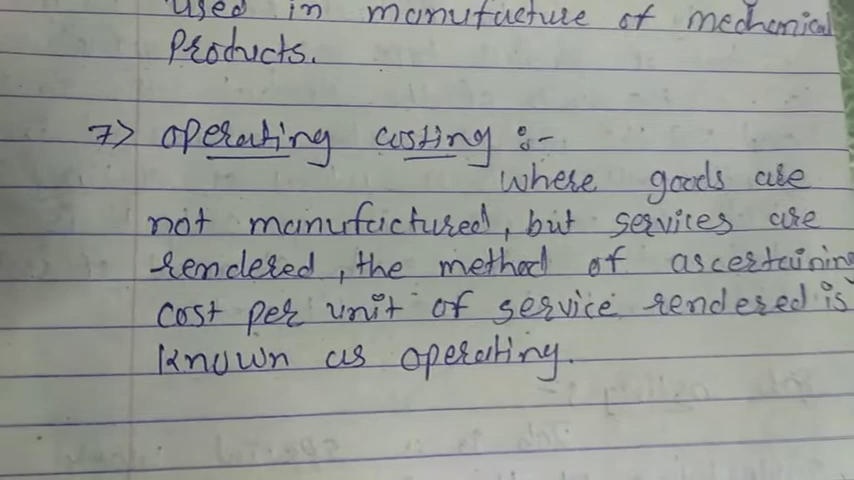 used in manufacture of mechanical
Products.
7> operating costing :-
where goods are
not manufactured, but services are
rendered, the method of ascertaining
cost per unit of service rendered is
known as operating.